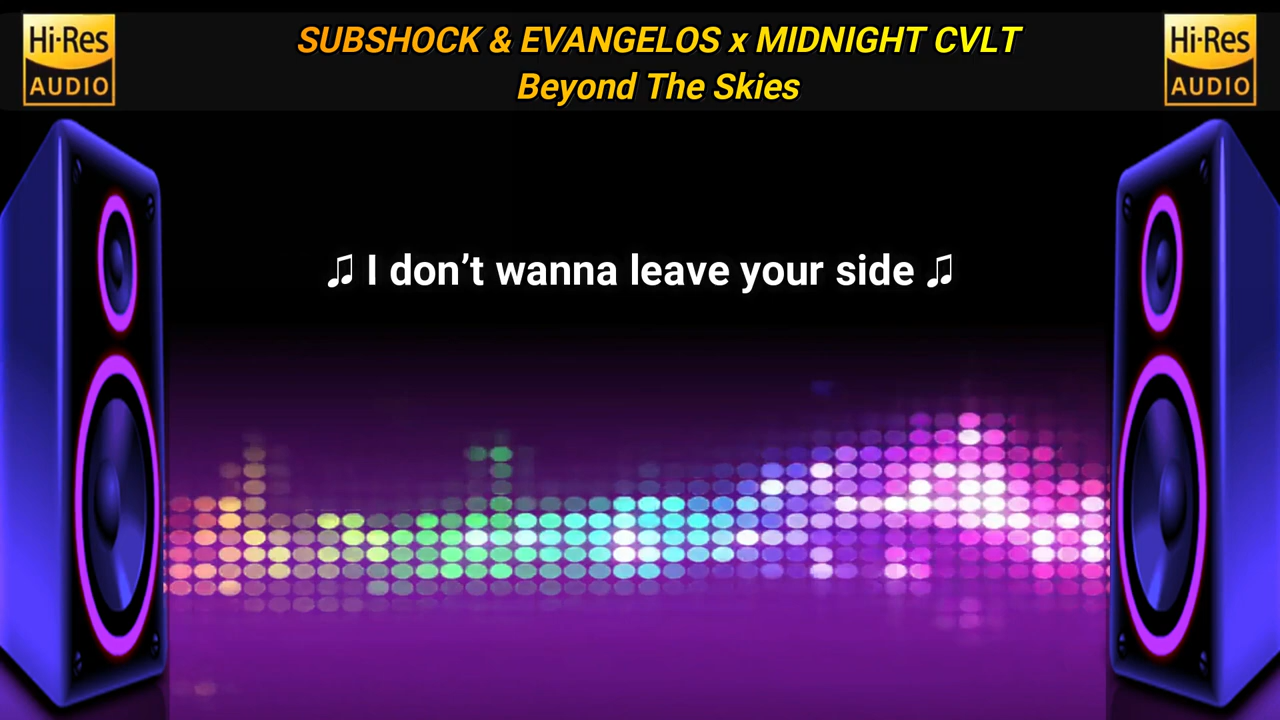 Hi-Res
AUDIO
SUBSHOCK & EVANGELOS x MIDNIGHT CVLT
Beyond The Skies
Hi-Res
AUDIO
♫ I don’t wanna leave your side ♫